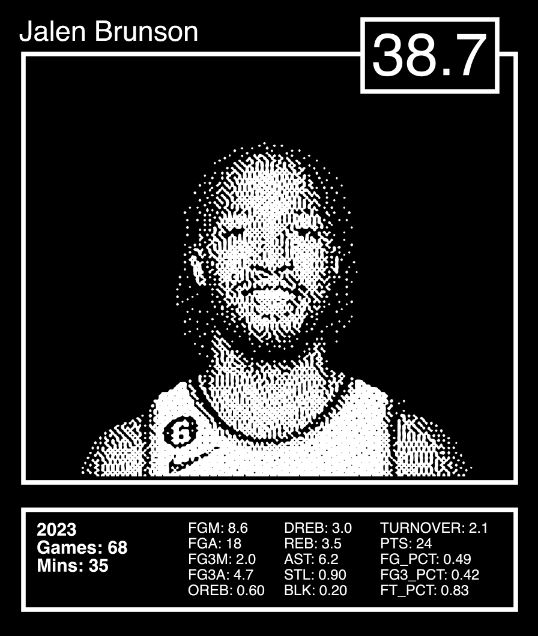 Jalen Brunson
38.7
6
2023
Games: 68
Mins: 35
FGM: 8.6
FGA: 18
FG3M: 2.0
FG3A: 4.7
OREB: 0.60
DREB: 3.0
REB: 3.5
AST: 6.2
STL: 0.90
BLK: 0.20
TURNOVER: 2.1
PTS: 24
FG_PCT: 0.49
FG3_PCT: 0.42
FT_PCT: 0.83